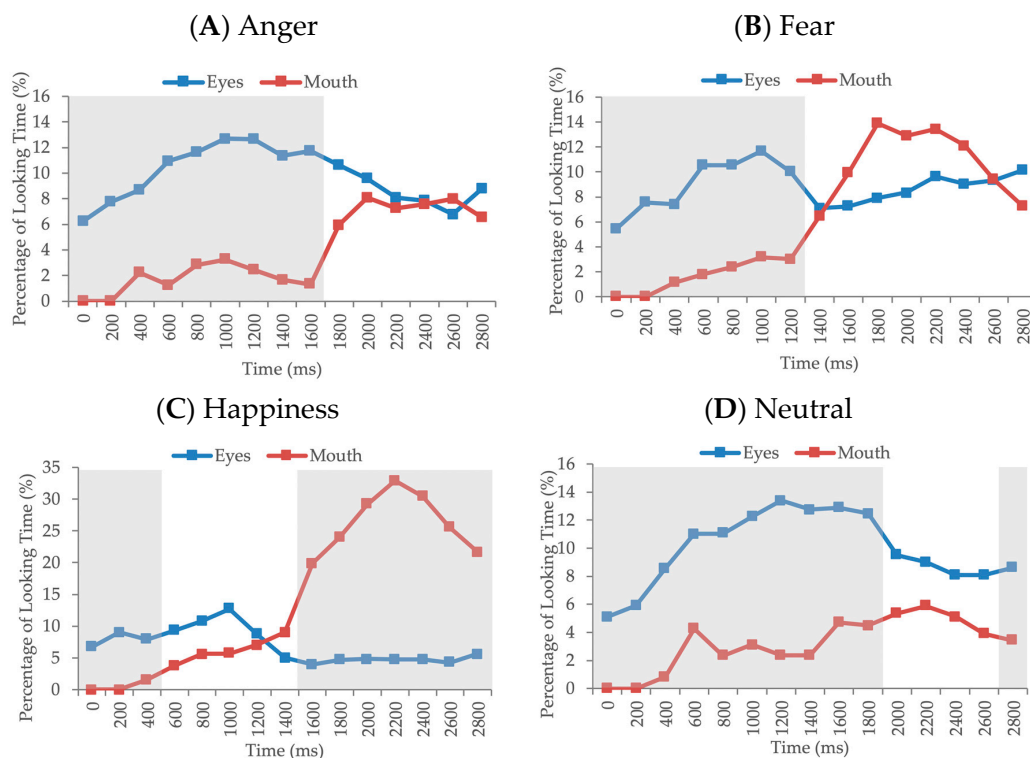 (A) Anger
Eyes Mouth
Percentage of Looking Time (%)
16
14
12
10
8
6
4
2
0
0 200 400 600 800 1000 1200 1400 1600 1800 2000 2200 2400 2600 2800
Time (ms)
(B) Fear
Eyes Mouth
Percentage of Looking Time (%)
16
14
12
10
8
6
4
2
0
0 200 400 600 800 1000 1200 1400 1600 1800 2000 2200 2400 2600 2800
Time (ms)
(C) Happiness
Eyes Mouth
Percentage of Looking Time (%)
35
30
25
20
15
10
5
0
0 200 400 600 800 1000 1200 1400 1600 1800 2000 2200 2400 2600 2800
Time (ms)
(D) Neutral
Eyes Mouth
Percentage of Looking Time (%)
16
14
12
10
8
6
4
2
0
0 200 400 600 800 1000 1200 1400 1600 1800 2000 2200 2400 2600 2800
Time (ms)